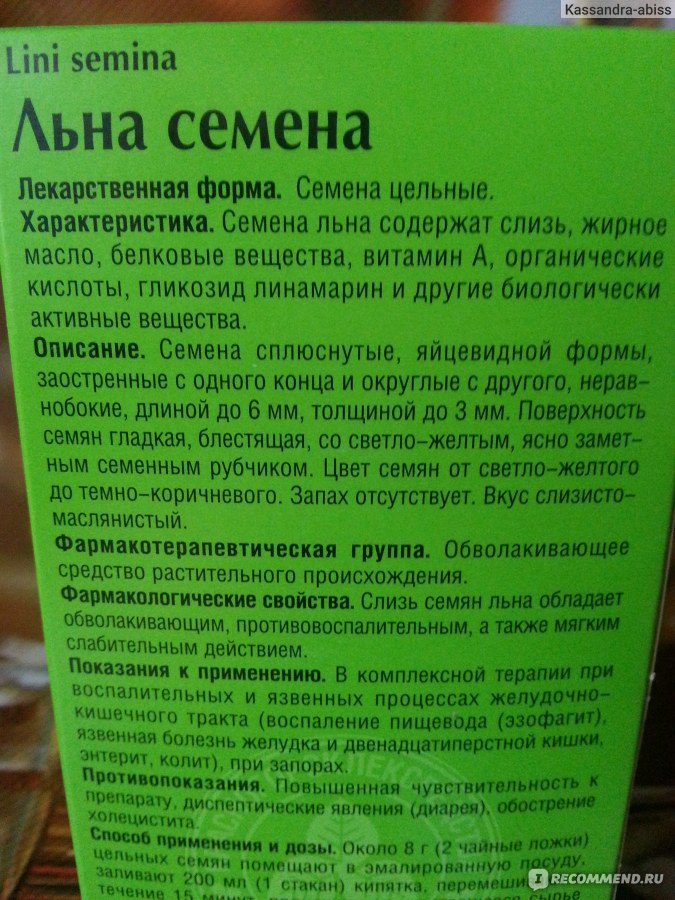 Kassandra-abiss
Lini semina
Льна семена
Лекарственная форма. Семена цельные.
Характеристика. Семена льна содержат слизь, жирное
масло, белковые вещества, витамин А, органические
кислоты, гликозид линамарин и другие биологически
активные вещества.
Описание. Семена сплюснутые, яйцевидной формы,
заостренные с одного конца и округлые с другого, нерав-
нобокие, длиной до 6 мм, толщиной до 3 мм. Поверхность
семян гладкая, блестящая, со светло-желтым, ясно замет-
ным семенным рубчиком. Цвет семян от светло-желтого
до темно-коричневого. Запах отсутствует. Вкус слизисто-
маслянистый.
Фармакотерапевтическая группа. Обволакивающее
средство растительного происхождения.
Фармакологические свойства. Слизь семян льна обладает
обволакивающим, противовоспалительным, а также мягким
слабительным действием.
Показания к применению. В комплексной терапии при
воспалительных и язвенных процессах желудочно-
кишечного тракта (воспаление пищевода (эзофагит),
язвенная болезнь желудка и двенадцатиперстной кишки,
энтерит, колит), при запорах.
Противопоказания. Повышенная чувствительность к
препарату, диспептические явления (диарея), обострение
холецистита.
Способ применения и дозы. Около 8 г (2 чайные ложки)
цельных семян помещают в эмалированную посуду,
заливают 200 мл (1 стакан) кипятка,
течение 15 минут
IRECOMMEND.RU